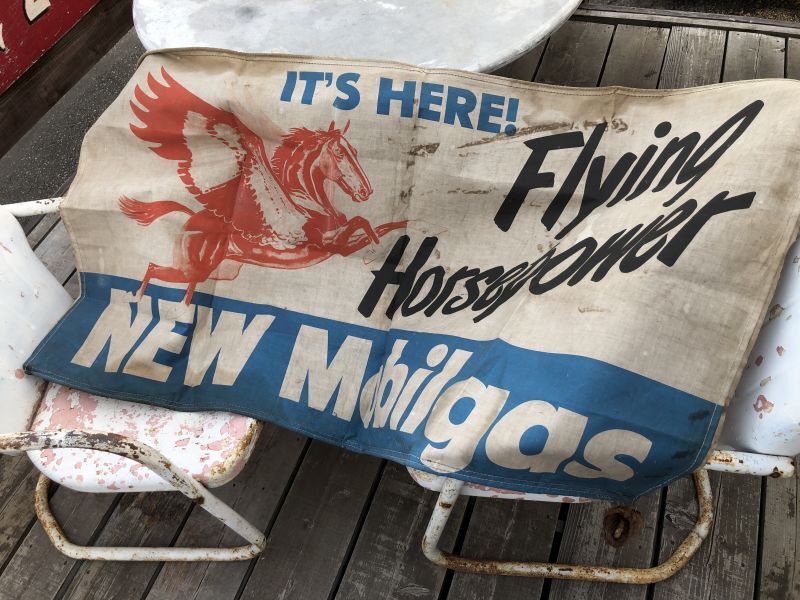 IT'S HERE!
Flying
Horsepower
NEW Mobilgas